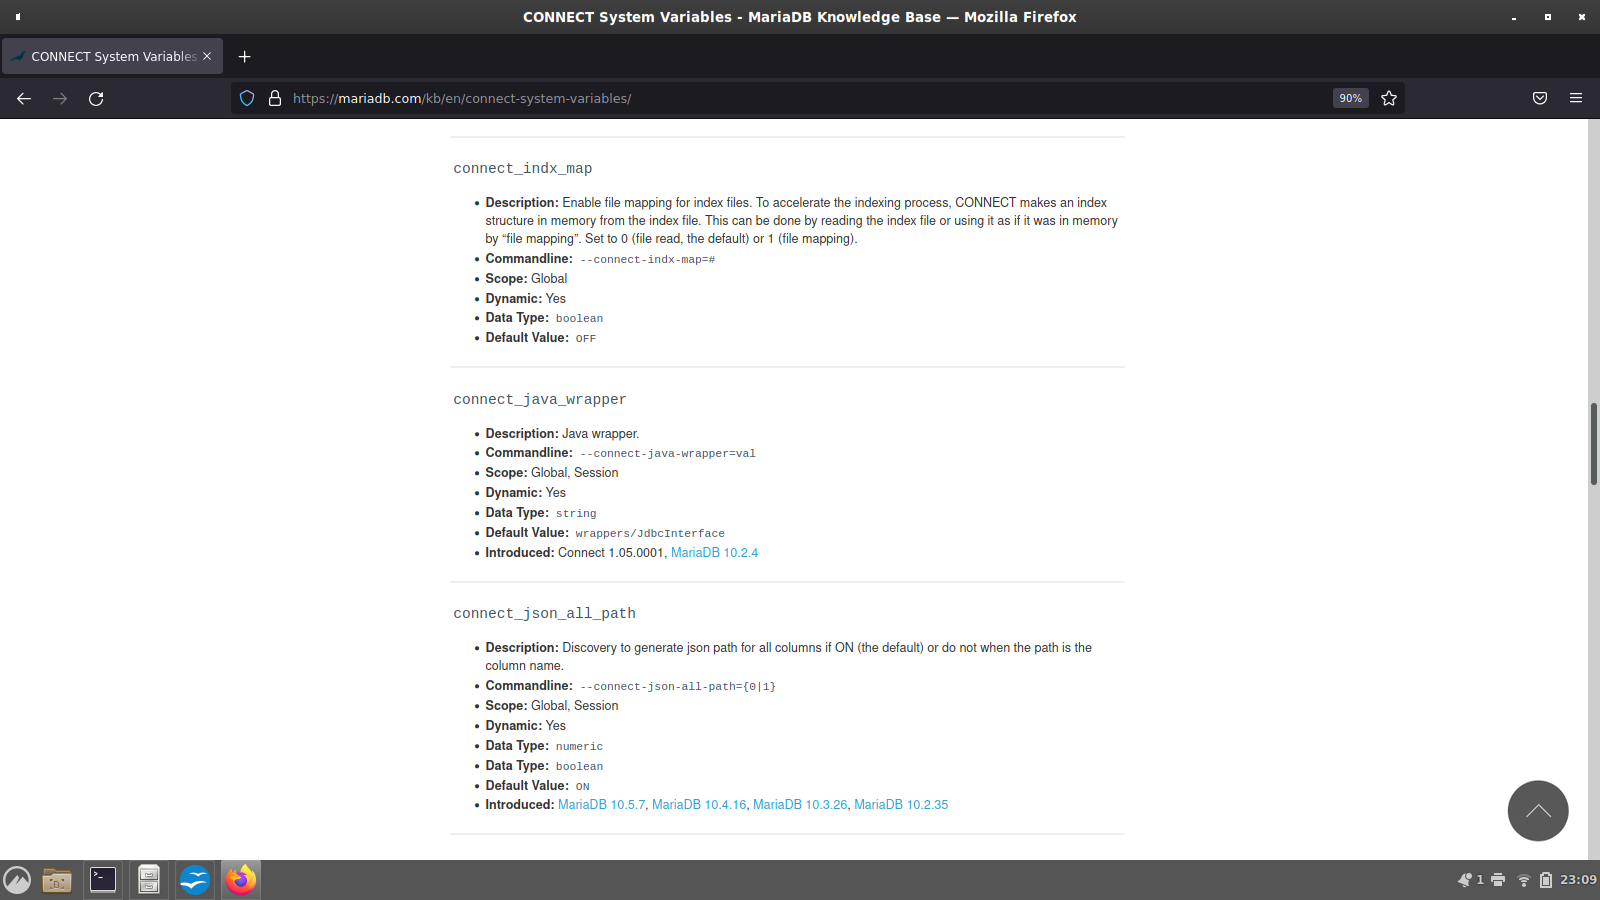 CONNECT System Variables - MariaDB Knowledge Base — Mozilla Firefox
CONNECT System Variables
https://mariadb.com/kb/en/connect-system-variables/
90%
connect_indx_map
• Description: Enable file mapping for index files. To accelerate the indexing process, CONNECT makes an index
structure in memory from the index file. This can be done by reading the index file or using it as if it was in memory
by “file mapping”. Set to 0 (file read, the default) or 1 (file mapping).
• Commandline: --connect-indx-map=#
• Scope: Global
• Dynamic: Yes
• Data Type: boolean
• Default Value: OFF
connect_java_wrapper
• Description: Java wrapper.
• Commandline: --connect-java-wrapper=val
• Scope: Global, Session
• Dynamic: Yes
• Data Type: string
• Default Value: wrappers/JdbcInterface
• Introduced: Connect 1.05.0001, MariaDB 10.2.4
connect_json_all_path
• Description: Discovery to generate json path for all columns if ON (the default) or do not when the path is the
column name.
• Commandline: --connect-json-all-path={0|1}
• Scope: Global, Session
• Dynamic: Yes
• Data Type: numeric
• Data Type: boolean
• Default Value: ON
• Introduced: MariaDB 10.5.7, MariaDB 10.4.16, MariaDB 10.3.26, MariaDB 10.2.35
1
23:09